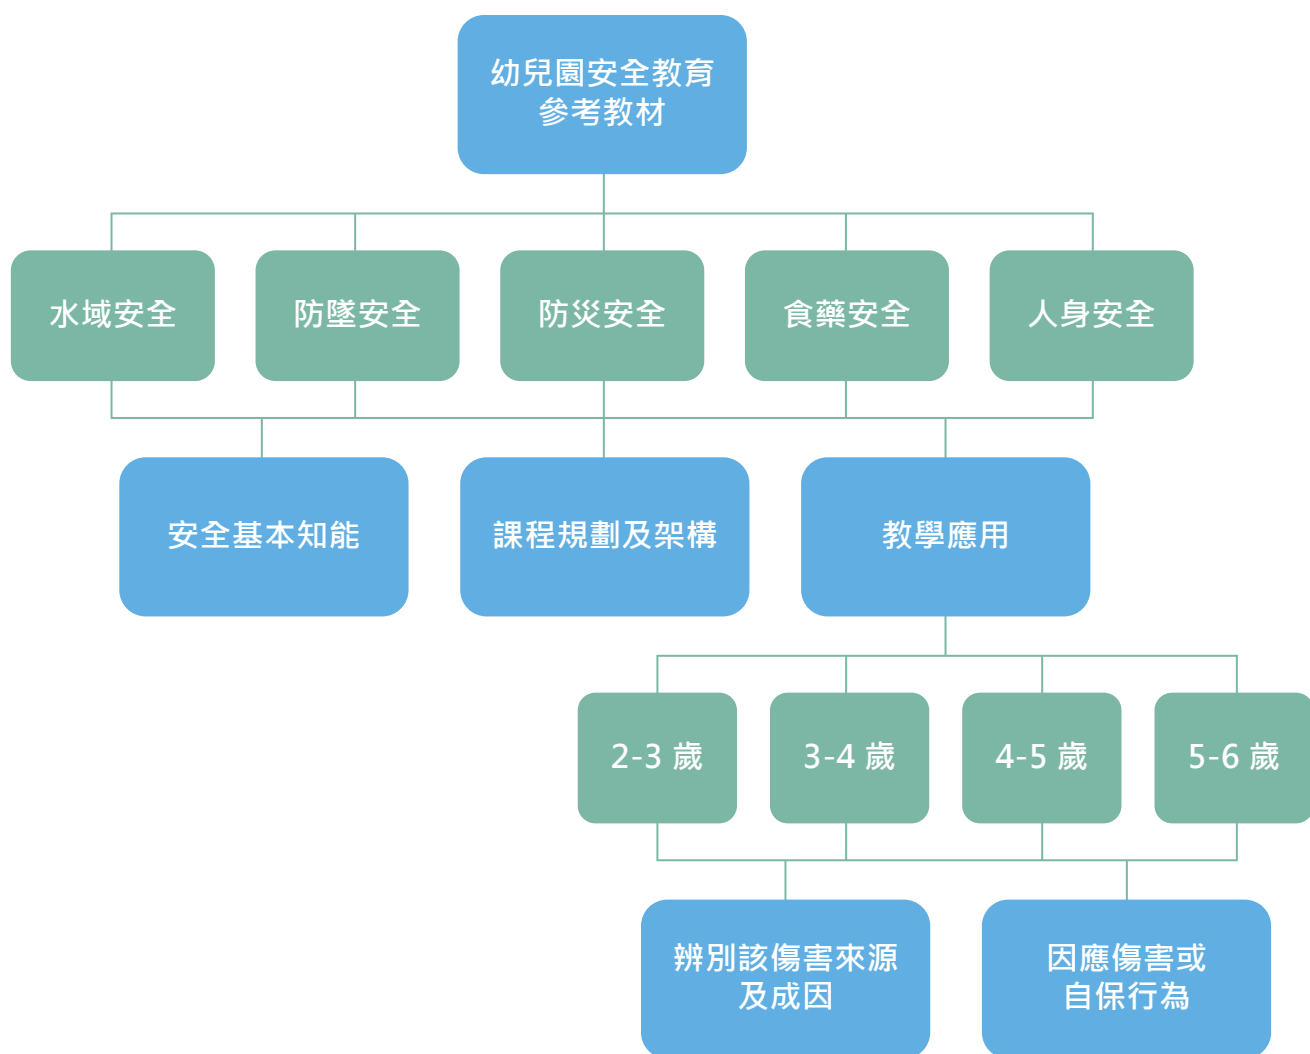 幼兒園安全教育
參考教材
水域安全
防墜安全
防災安全
食藥安全
人身安全
安全基本知能
課程規劃及架構
教學應用
2-3 歲
3-4 歲
4-5 歲
5-6 歲
辨別該傷害來源
及成因
因應傷害或
自保行為